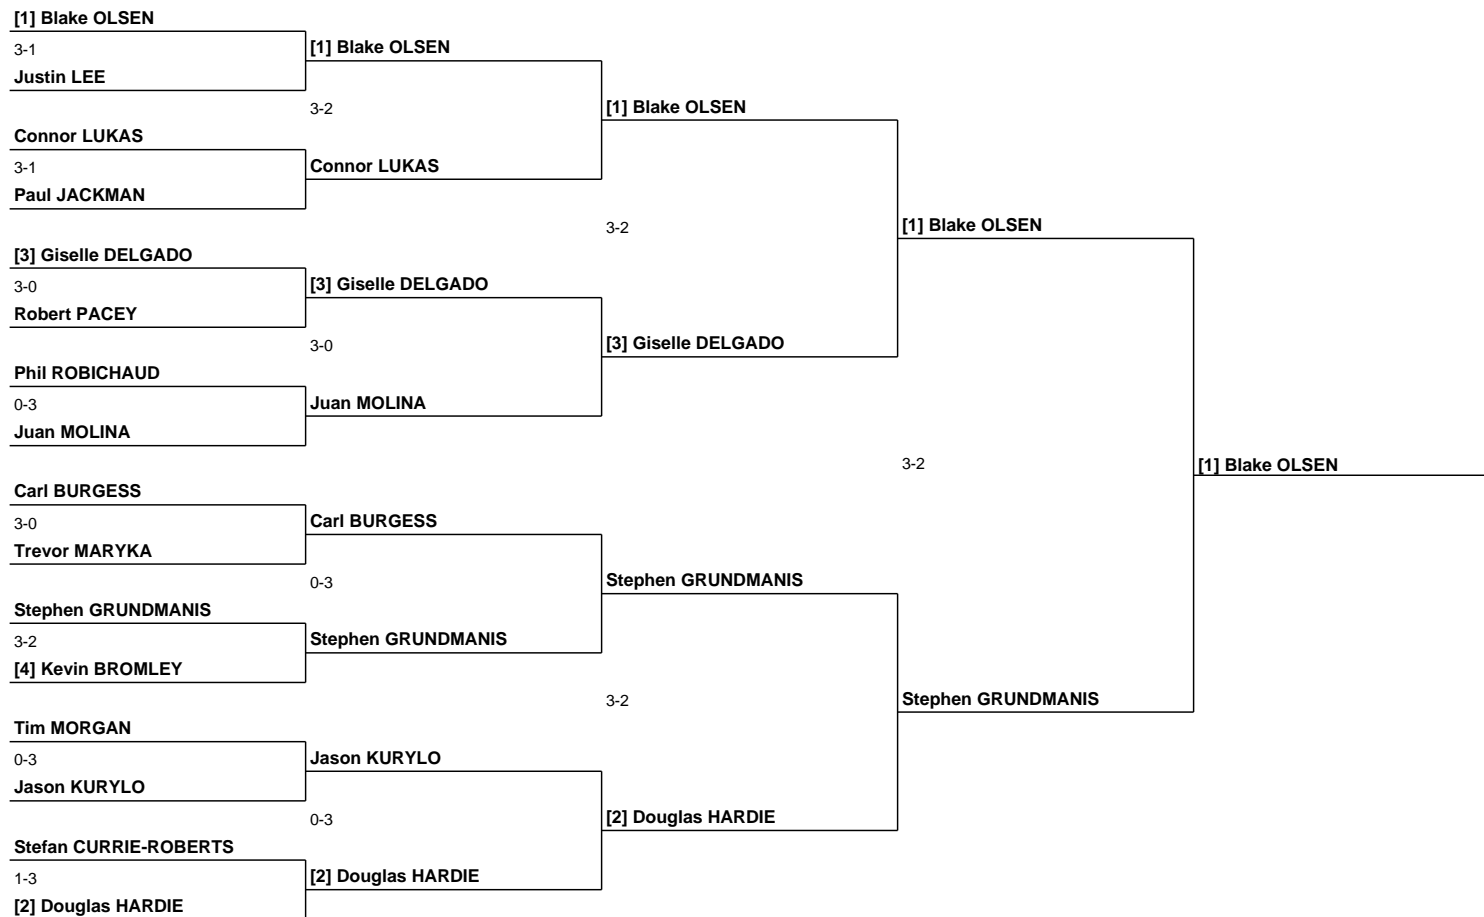 [1] Blake OLSEN
3-1
Justin LEE
Connor LUKAS
3-1
Paul JACKMAN
[3] Giselle DELGADO
3-0
Robert PACEY
Phil ROBICHAUD
0-3
Juan MOLINA
Carl BURGESS
3-0
Trevor MARYKA
Stephen GRUNDMANIS
3-2
[4] Kevin BROMLEY
Tim MORGAN
0-3
Jason KURYLO
Stefan CURRIE-ROBERTS
1-3
[2] Douglas HARDIE
[1] Blake OLSEN
3-2
Connor LUKAS
[3] Giselle DELGADO
3-0
Juan MOLINA
Carl BURGESS
0-3
Stephen GRUNDMANIS
Jason KURYLO
0-3
[2] Douglas HARDIE
[1] Blake OLSEN
3-2
[3] Giselle DELGADO
Stephen GRUNDMANIS
3-2
[2] Douglas HARDIE
[1] Blake OLSEN
3-2
Stephen GRUNDMANIS
[1] Blake OLSEN